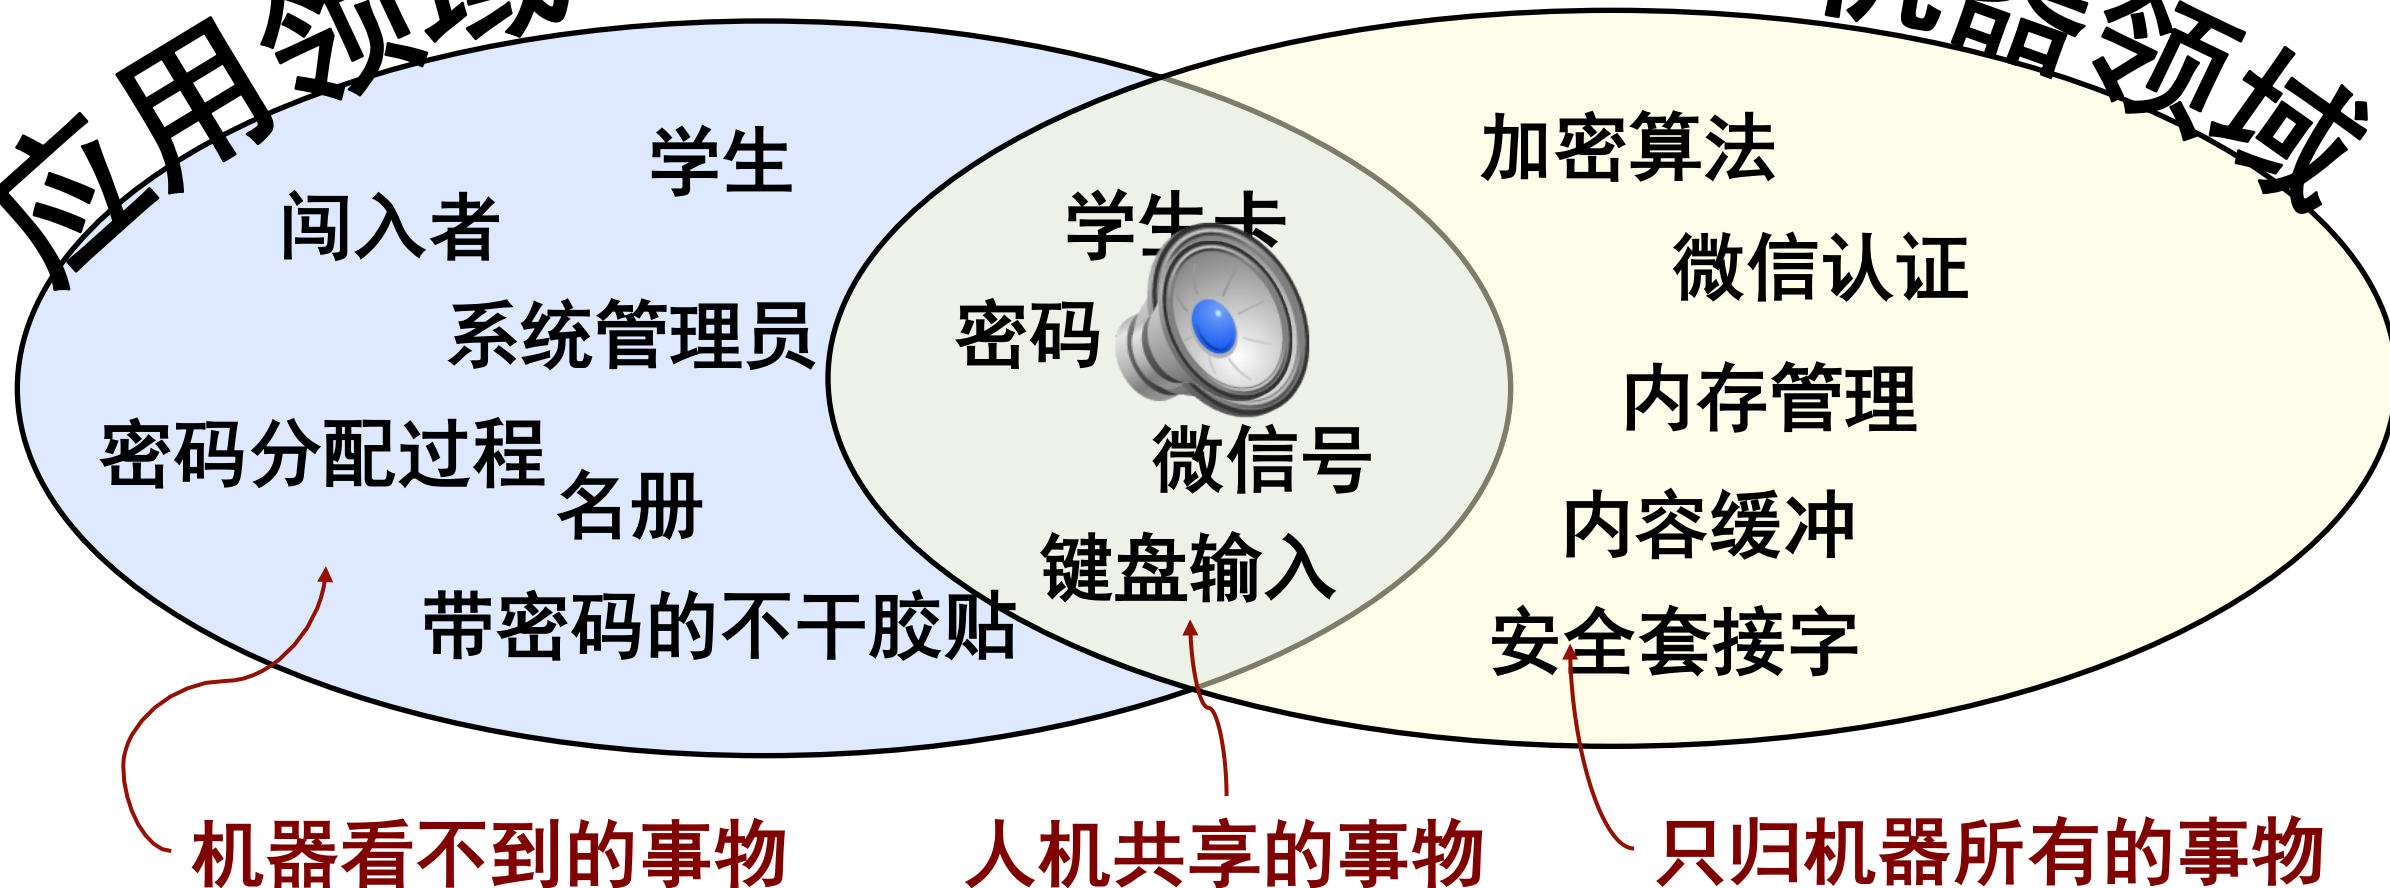 应用领域
机器领域
学生
闯入者
系统管理员
密码分配过程
名册
带密码的不干胶贴
学生卡
密码
微信号
键盘输入
加密算法
微信认证
内存管理
内容缓冲
安全套接字
机器看不到的事物
人机共享的事物
只归机器所有的事物